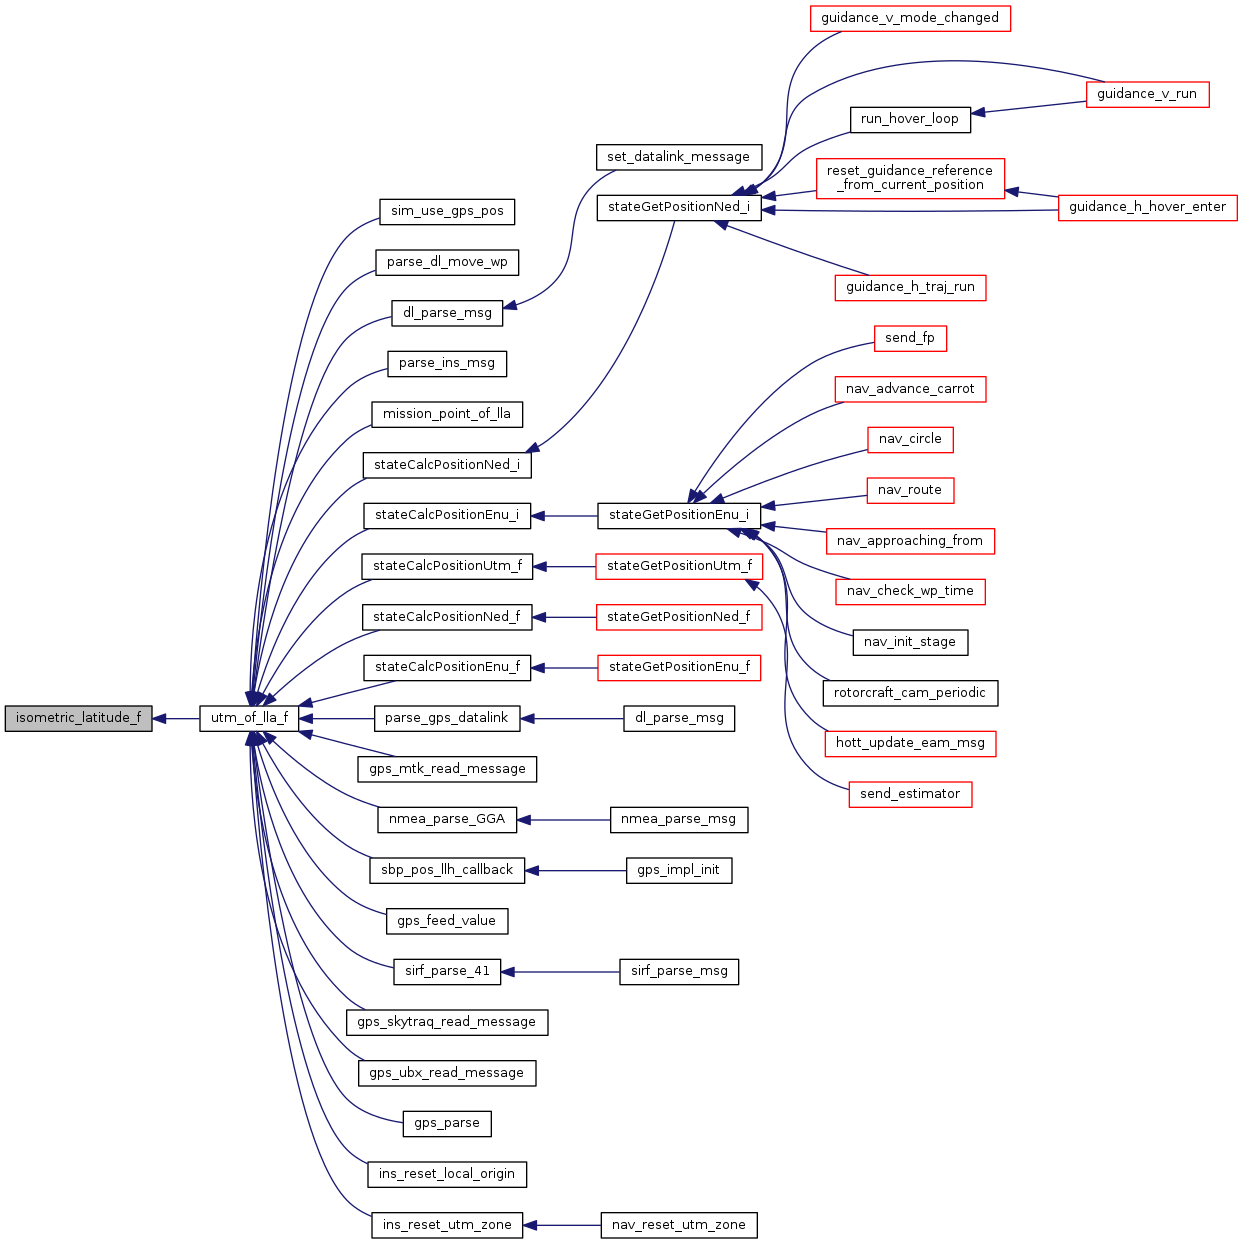 guidance_v_mode_changed
guidance_v_run
run_hover_loop
set_datalink_message
reset_guidance_reference
_from_current_position
stateGetPositionNed_i
guidance_h_hover_enter
sim_use_gps_pos
parse_dl_move_wp
guidance_h_traj_run
dl_parse_msg
send_fp
parse_ins_msg
nav_advance_carrot
mission_point_of_lla
nav_circle
stateCalcPositionNed_i
nav_route
stateCalcPositionEnu_i
stateGetPositionEnu_i
nav_approaching_from
stateCalcPositionUtm_f
stateGetPositionUtm_f
nav_check_wp_time
stateCalcPositionNed_f
stateGetPositionNed_f
nav_init_stage
stateCalcPositionEnu_f
stateGetPositionEnu_f
rotorcraft_cam_periodic
isometric_latitude_f
utm_of_lla_f
parse_gps_datalink
dl_parse_msg
hott_update_eam_msg
gps_mtk_read_message
send_estimator
nmea_parse_GGA
nmea_parse_msg
sbp_pos_llh_callback
gps_impl_init
gps_feed_value
sirf_parse_41
sirf_parse_msg
gps_skytraq_read_message
gps_ubx_read_message
gps_parse
ins_reset_local_origin
ins_reset_utm_zone
nav_reset_utm_zone